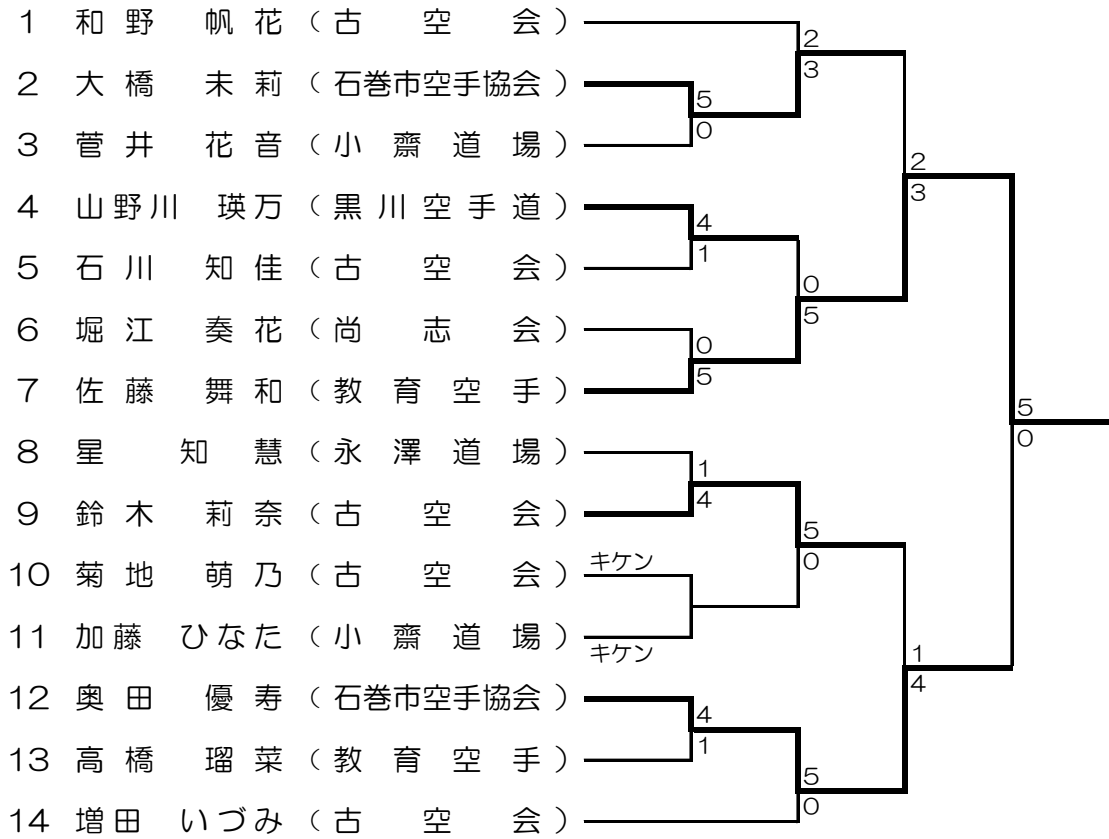 1 和野 帆花 (古空会)
2
3
2 大橋 未莉 (石巻市空手協会)
5
0
3 菅井 花音 (小齋道場)
2
3
4 山野川 瑛万 (黒川空手道)
4
1
5 石川 知佳 (古空会)
0
5
6 堀江 奏花 (尚志会)
0
5
7 佐藤 舞和 (教育空手)
5
0
8 星 知慧 (永澤道場)
1
4
9 鈴木 莉奈 (古空会)
5
0
キケン
10 菊地 萌乃 (古空会)
11 加藤 ひなた (小齋道場)
キケン
1
4
12 奥田 優寿 (石巻市空手協会)
4
1
13 高橋 瑠菜 (教育空手)
5
0
14 増田 いづみ (古空会)